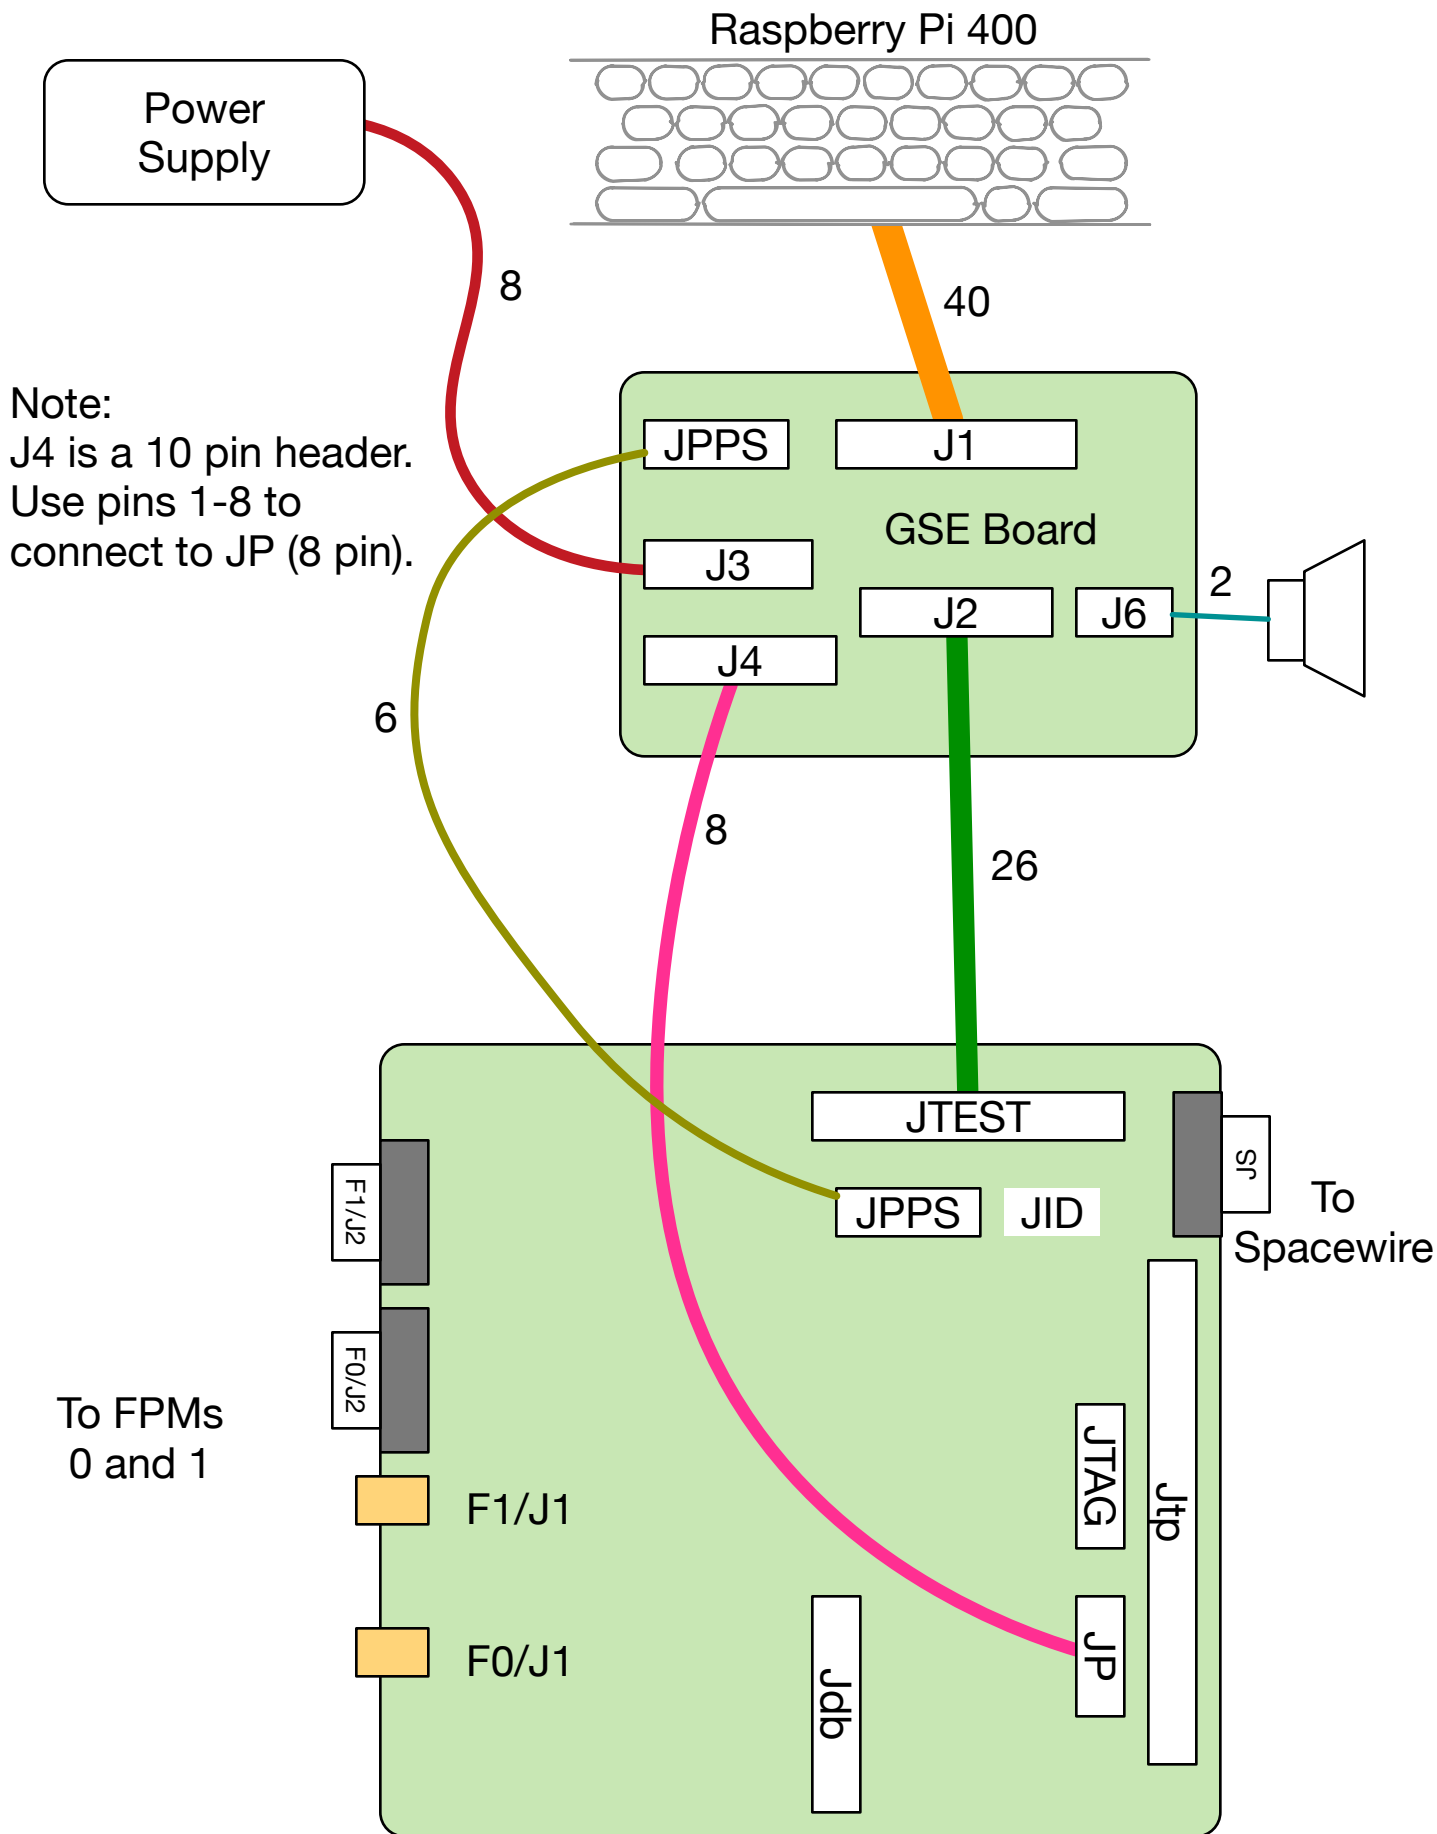 Raspberry Pi 400
Power
Supply
8
40
Note:
J4 is a 10 pin header.
Use pins 1-8 to
connect to JP (8 pin).
JPPS
J1
GSE Board
J3
J2
J6
2
J4
6
8
26
JTEST
JPPS
JID
JS
To
Spacewire
F1/J2
F0/J2
To FPMs
0 and 1
F1/J1
F0/J1
JTAG
Jtp
JP
Jdb